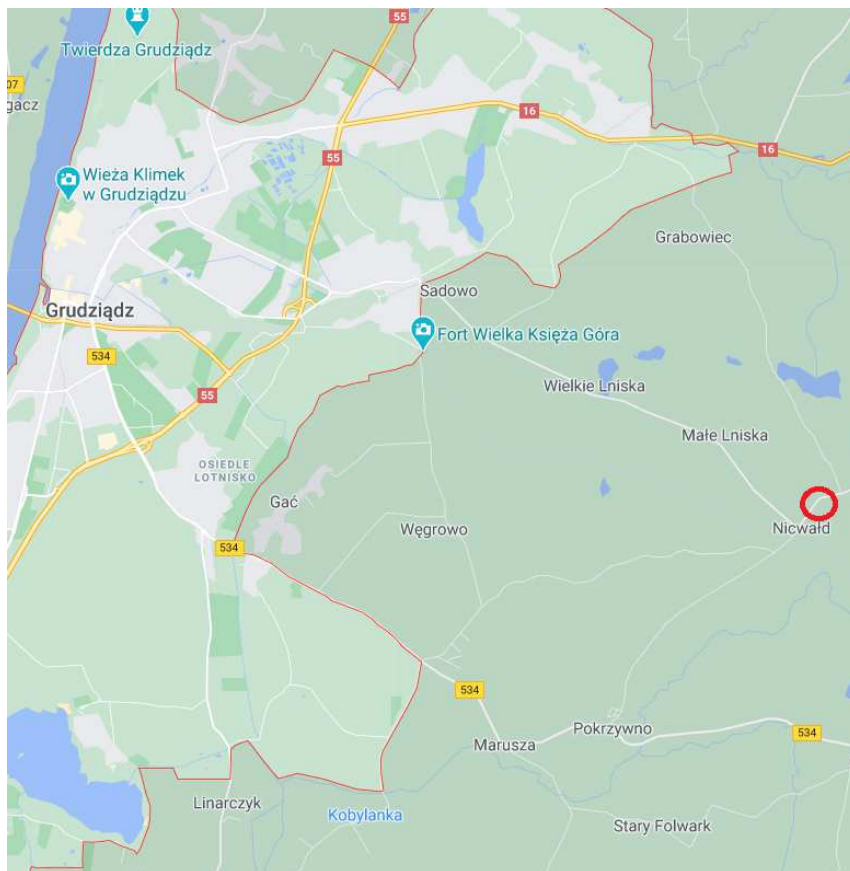 55
Twierdza Grudziądz
07
gacz
16
55
16
Wieża Klimek
w Grudziądzu
Grabowiec
Sadowo
Grudziądz
Fort Wielka Księża Góra
534
Wielkie Lniska
55
Małe Lniska
OSIEDLE
LOTNISKO
Gać
Węgrowo
Nicwałd
534
534
Pokrzywno
534
Marusza
Linarczyk
Kobylanka
Stary Folwark